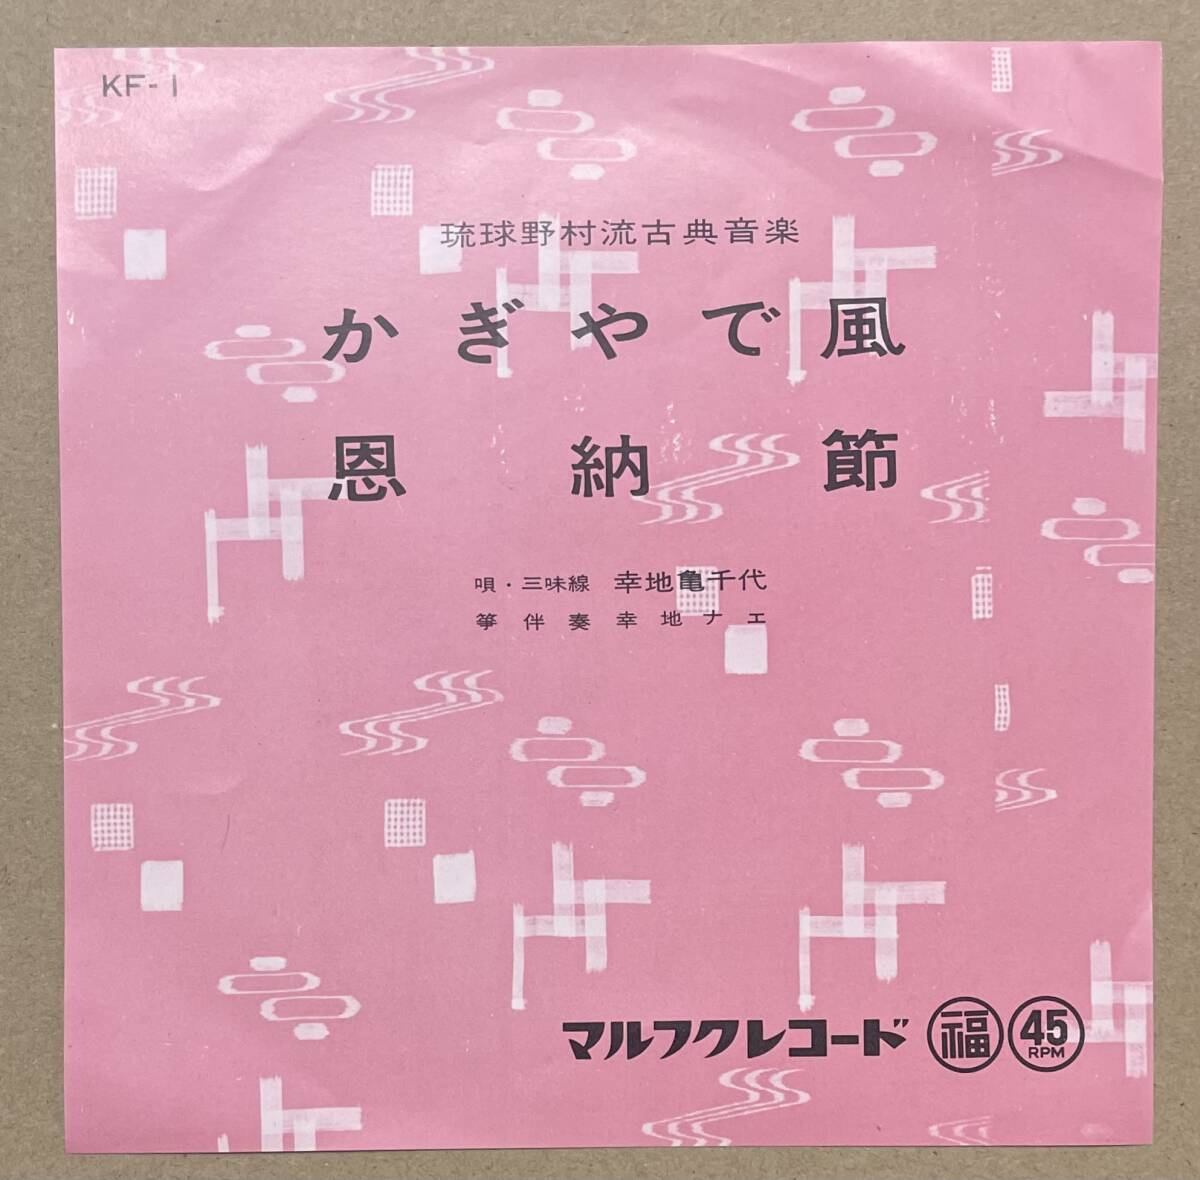 KF-1
琉球野村流古典音楽
かぎやで風
恩納節
唄・三味線 幸地亀千代
箏伴奏 幸地ナエ
マルフクレコード 福 45 RPM